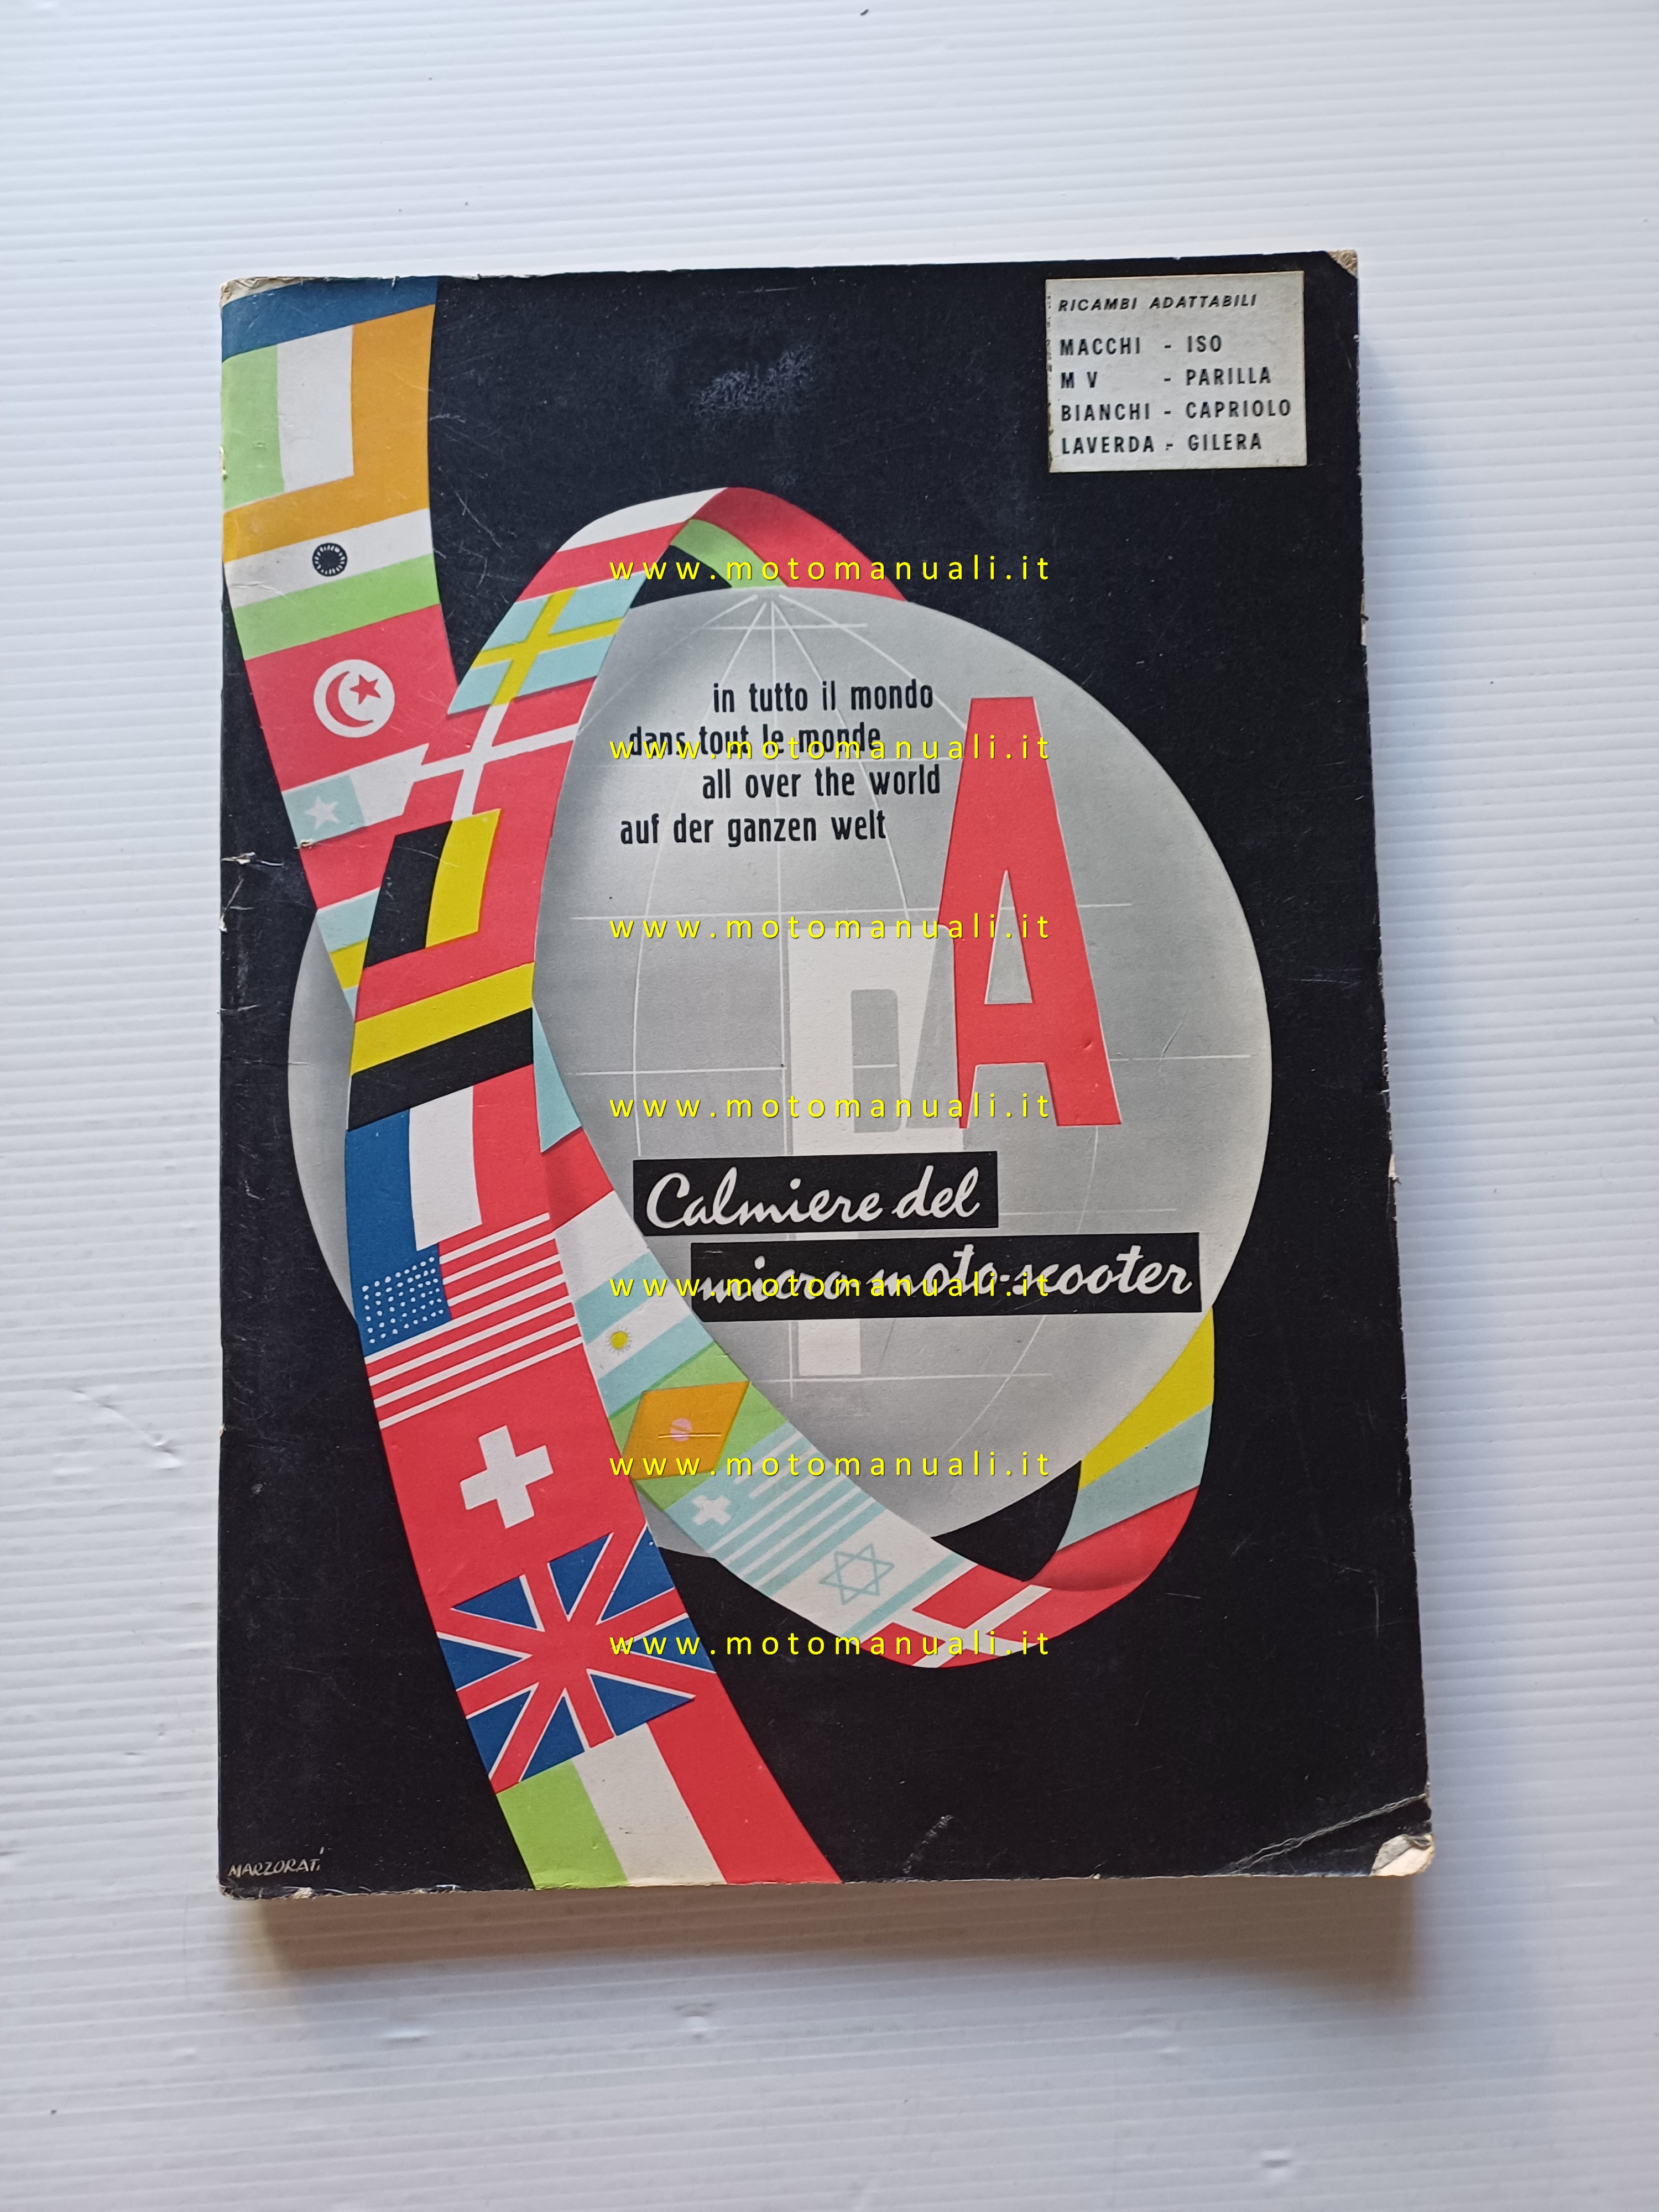 RICAMBI ADATTABILI
MACCHI - ISO
M V - PARILLA
BIANCHI - CAPRIOLO
LAVERDA - GILERA
www.motomanuali.it
in tutto il mondo
dans tout le monde
www.motomanuali.it
all over the world
auf der ganzen welt
PA
www.motomanuali.it
www.motomanuali.it
Calmiere del
micro-moto-scooter
www.motomanuali.it
www.motomanuali.it
www.motomanuali.it
MARZORATI